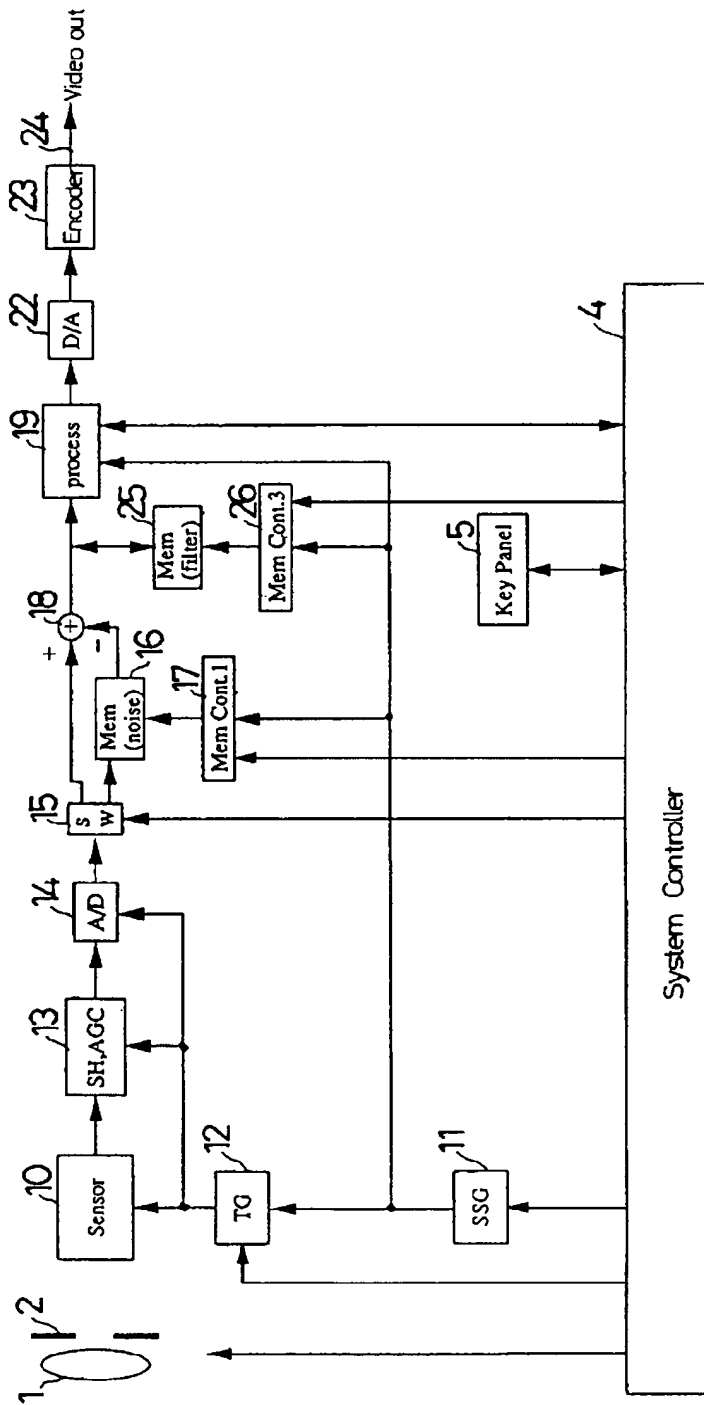 1
2
10
Sensor
13
SH,AGC
14
A/D
15
S
W
+
18
+
-
16
Mem
(noise)
17
Mem Cont.1
25
Mem
(filter)
26
Mem Cont.3
19
process
22
D/A
23
Encoder
24
Video out
12
TG
11
SSG
5
Key Panel
4
System Controller